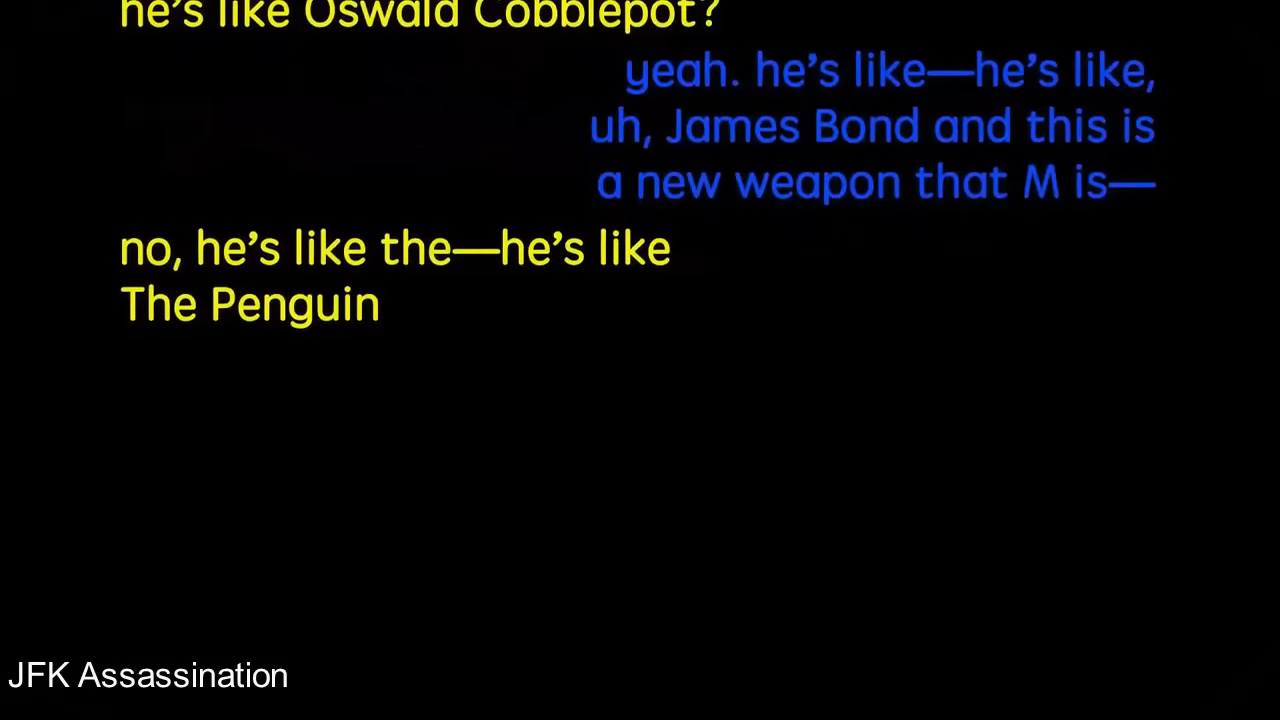 he’s like Oswald Cobblepot?
yeah. he’s like—he’s like,
uh, James Bond and this is
a new weapon that M is—
no, he’s like the—he’s like
The Penguin
JFK Assassination